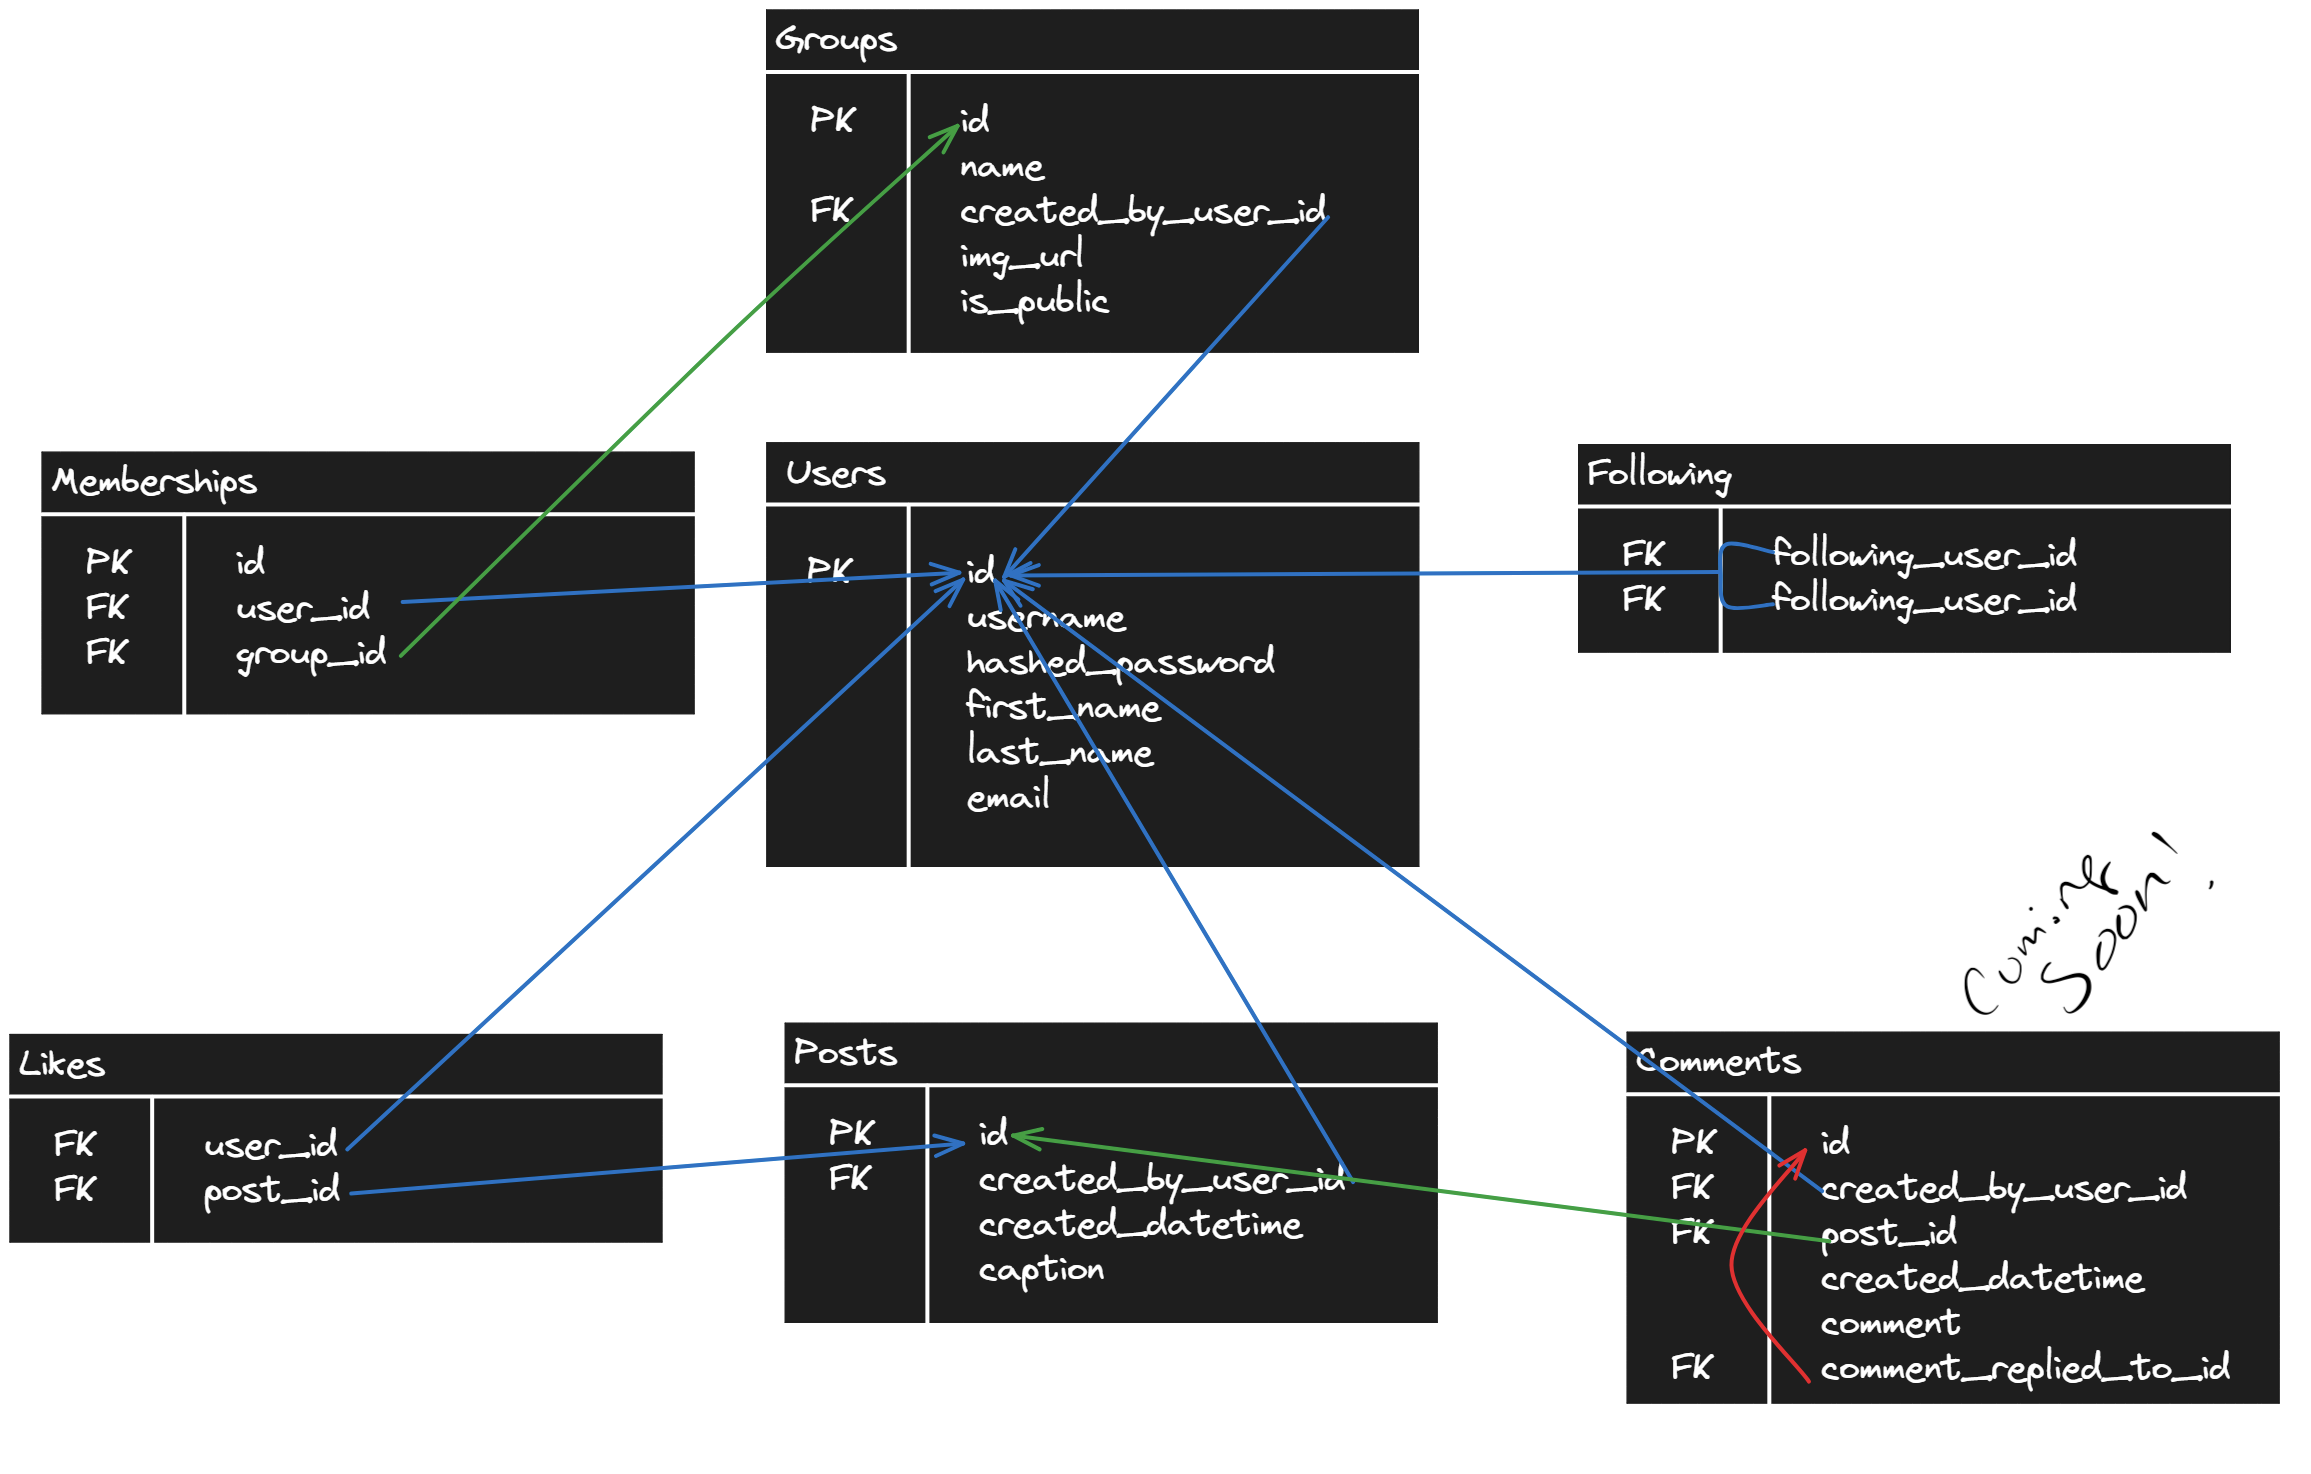 Groups
PK id
name
FK created_by_user_id
img_url
is_public
Memberships
PK id
FK user_id
FK group_id
Users
PK id
username
hashed_password
first_name
last_name
email
Following
FK following_user_id
FK following_user_id
Likes
FK user_id
FK post_id
Posts
PK id
FK created_by_user_id
created_datetime
caption
Coming
Soon!
Comments
PK id
FK created_by_user_id
FK post_id
created_datetime
comment
FK comment_replied_to_id